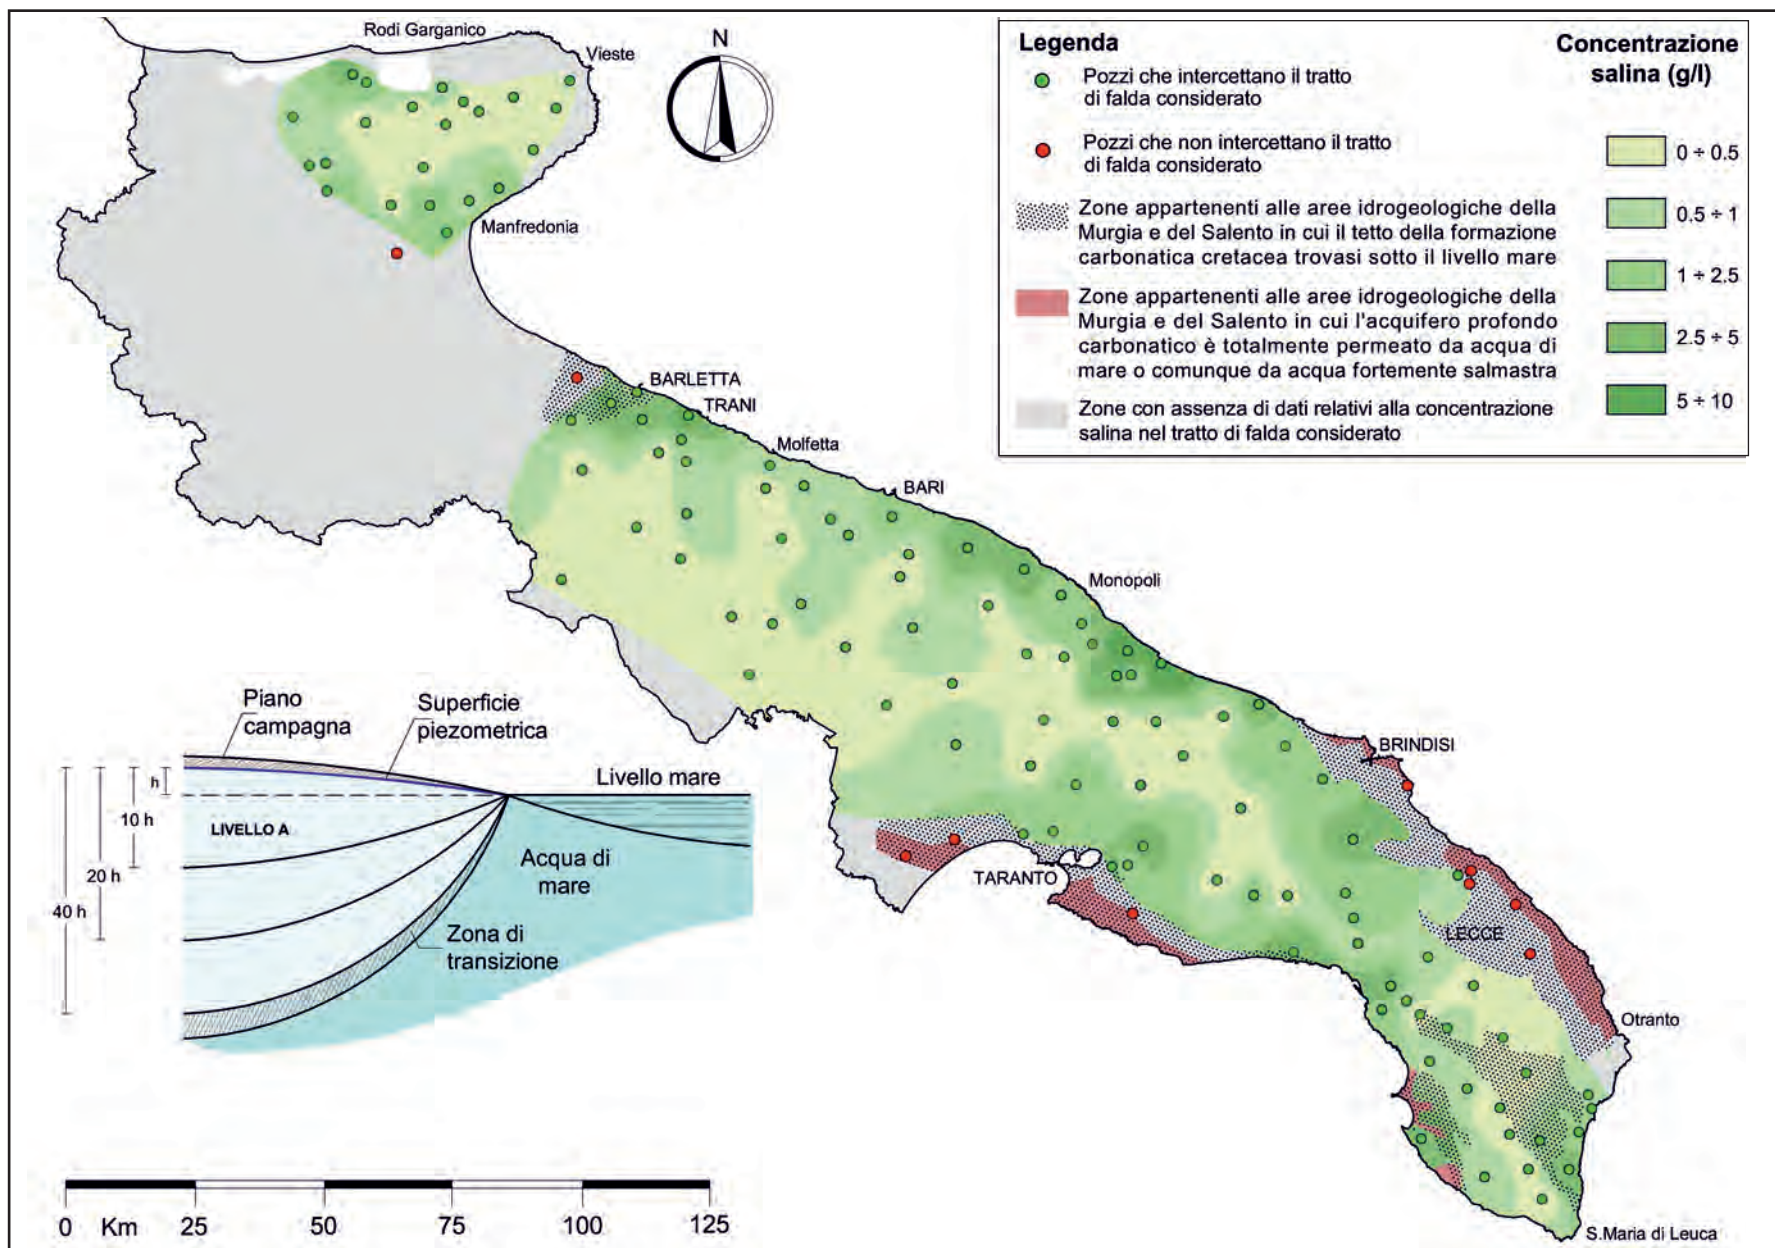 Rodi Garganico
Vieste
N
Manfredonia
BARLETTA
TRANI
Molfetta
BARI
Monopoli
BRINDISI
TARANTO
LECCE
Otranto
S.Maria di Leuca
Legenda
Pozzi che intercettano il tratto
di falda considerato
Pozzi che non intercettano il tratto
di falda considerato
Zone appartenenti alle aree idrogeologiche della
Murgia e del Salento in cui il tetto della formazione
carbonatica cretacea trovasi sotto il livello mare
Zone appartenenti alle aree idrogeologiche della
Murgia e del Salento in cui l'acquifero profondo
carbonatico è totalmente permeato da acqua di
mare o comunque da acqua fortemente salmastra
Zone con assenza di dati relativi alla concentrazione
salina nel tratto di falda considerato
Concentrazione
salina (g/l)
0 ÷ 0.5
0.5 ÷ 1
1 ÷ 2.5
2.5 ÷ 5
5 ÷ 10
Piano
campagna
Superficie
piezometrica
Livello mare
h
10 h
20 h
40 h
LIVELLO A
Acqua di
mare
Zona di
transizione
0 25 50 75 100 125
Km